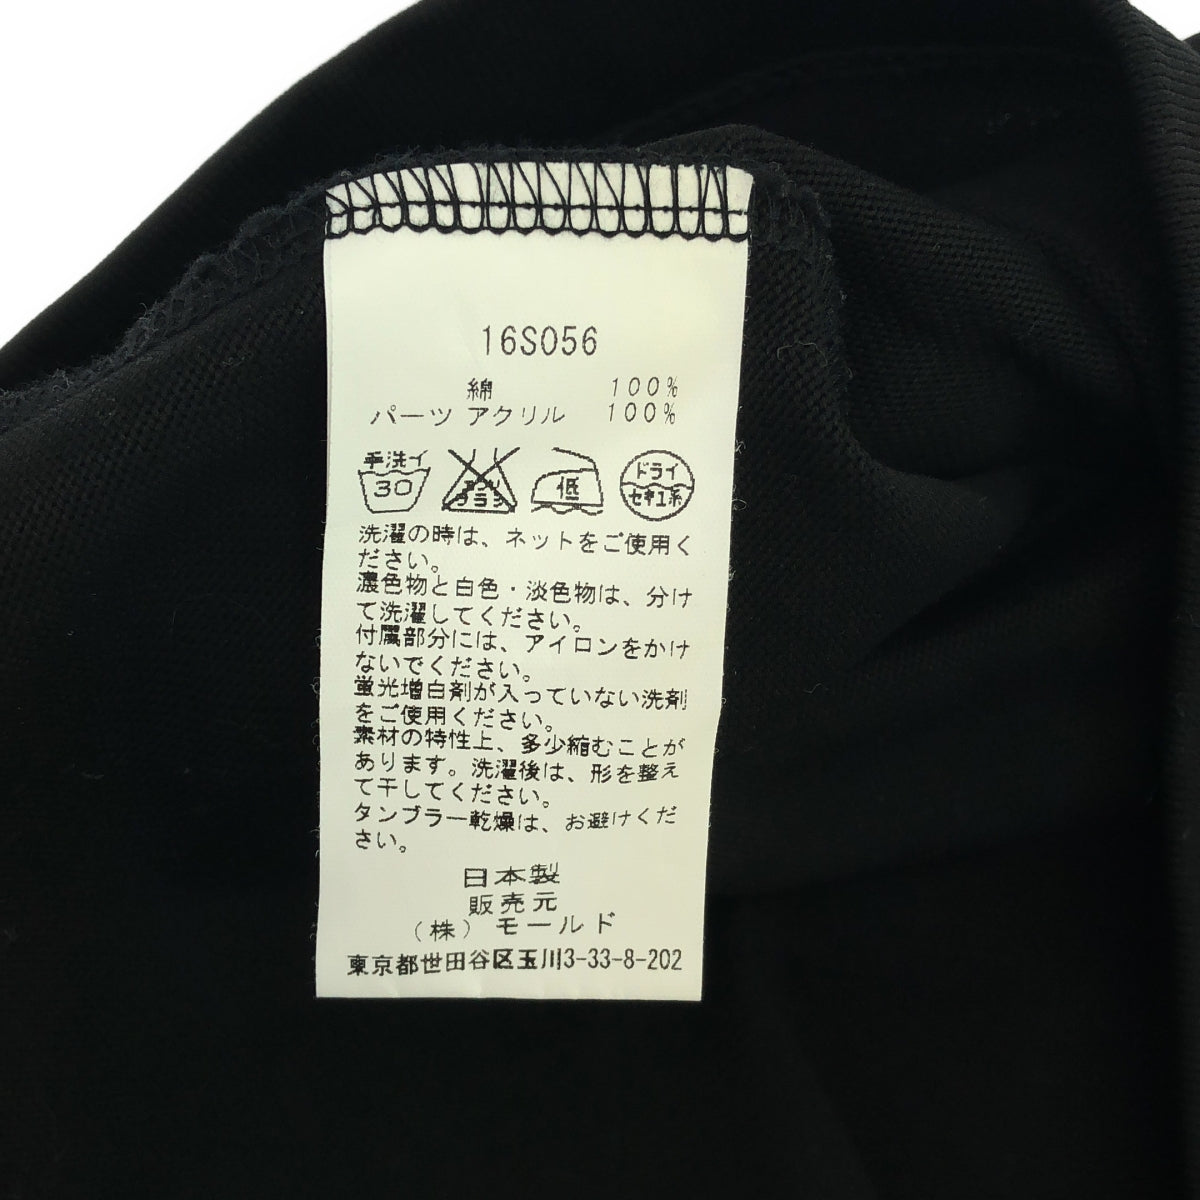 16S056
綿 100%
パーツ アクリル 100%
手洗イ
30
エンソ
サラシ
低
ドライ
セキユ系
洗濯の時は、ネットをご使用く
ださい。
濃色物と白色・淡色物は、分け
て洗濯してください。
付属部分には、アイロンをかけ
ないでください。
蛍光増白剤が入っていない洗剤
をご使用ください。
素材の特性上、多少縮むことが
あります。洗濯後は、形を整え
て干してください。
タンブラー乾燥は、お避けくだ
さい。
日本製
販売元
(株)モールド
東京都世田谷区玉川3-33-8-202